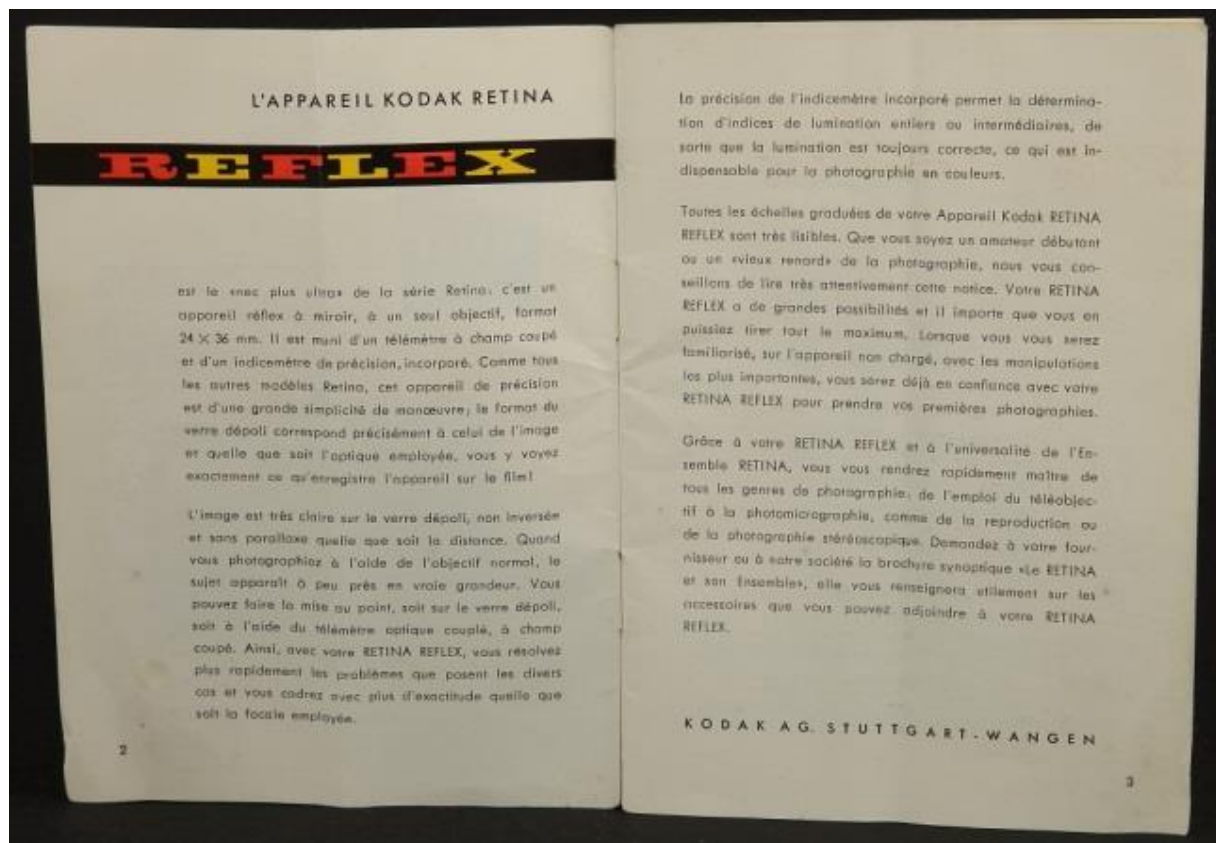 L'APPAREIL KODAK RETINA
REFLEX
est le «nec plus ultra» de la série Retina: c'est un
appareil réflex à miroir, à un seul objectif, format
24 × 36 mm. Il est muni d'un télémètre à champ coupé
et d'un indicemètre de précision, incorporé. Comme tous
les autres modèles Retina, cet appareil de précision
est d'une grande simplicité de manœuvre; le format du
verre dépoli correspond précisément à celui de l'image
et quelle que soit l'optique employée, vous y voyez
exactement ce qu'enregistre l'appareil sur le film!
L'image est très claire sur le verre dépoli, non inversée
et sans parallaxe quelle que soit la distance. Quand
vous photographiez à l'aide de l'objectif normal, le
sujet apparaît à peu près en vraie grandeur. Vous
pouvez faire la mise au point, soit sur le verre dépoli,
soit à l'aide du télémètre optique couplé, à champ
coupé. Ainsi, avec votre RETINA REFLEX, vous résolvez
plus rapidement les problèmes que posent les divers
cas et vous cadrez avec plus d'exactitude quelle que
soit la focale employée.
2
La précision de l'indicemètre incorporé permet la détermina-
tion d'indices de lumination entiers ou intermédiaires, de
sorte que la lumination est toujours correcte, ce qui est in-
dispensable pour la photographie en couleurs.
Toutes les échelles graduées de votre Appareil Kodak RETINA
REFLEX sont très lisibles. Que vous soyez un amateur débutant
ou un «vieux renard» de la photographie, nous vous con-
seillons de lire très attentivement cette notice. Votre RETINA
REFLEX a de grandes possibilités et il importe que vous en
puissiez tirer tout le maximum. Lorsque vous vous serez
familiarisé, sur l'appareil non chargé, avec les manipulations
les plus importantes, vous serez déjà en confiance avec votre
RETINA REFLEX pour prendre vos premières photographies.
Grâce à votre RETINA REFLEX et à l'universalité de l'En-
semble RETINA, vous vous rendrez rapidement maître de
tous les genres de photographie: de l'emploi du téléobjec-
tif à la photomicrographie, comme de la reproduction ou
de la photographie stéréoscopique. Demandez à votre four-
nisseur ou à notre société la brochure synoptique «Le RETINA
et son Ensemble», elle vous renseignera utilement sur les
accessoires que vous pouvez adjoindre à votre RETINA
REFLEX.
KODAK AG. STUTTGART-WANGEN
3